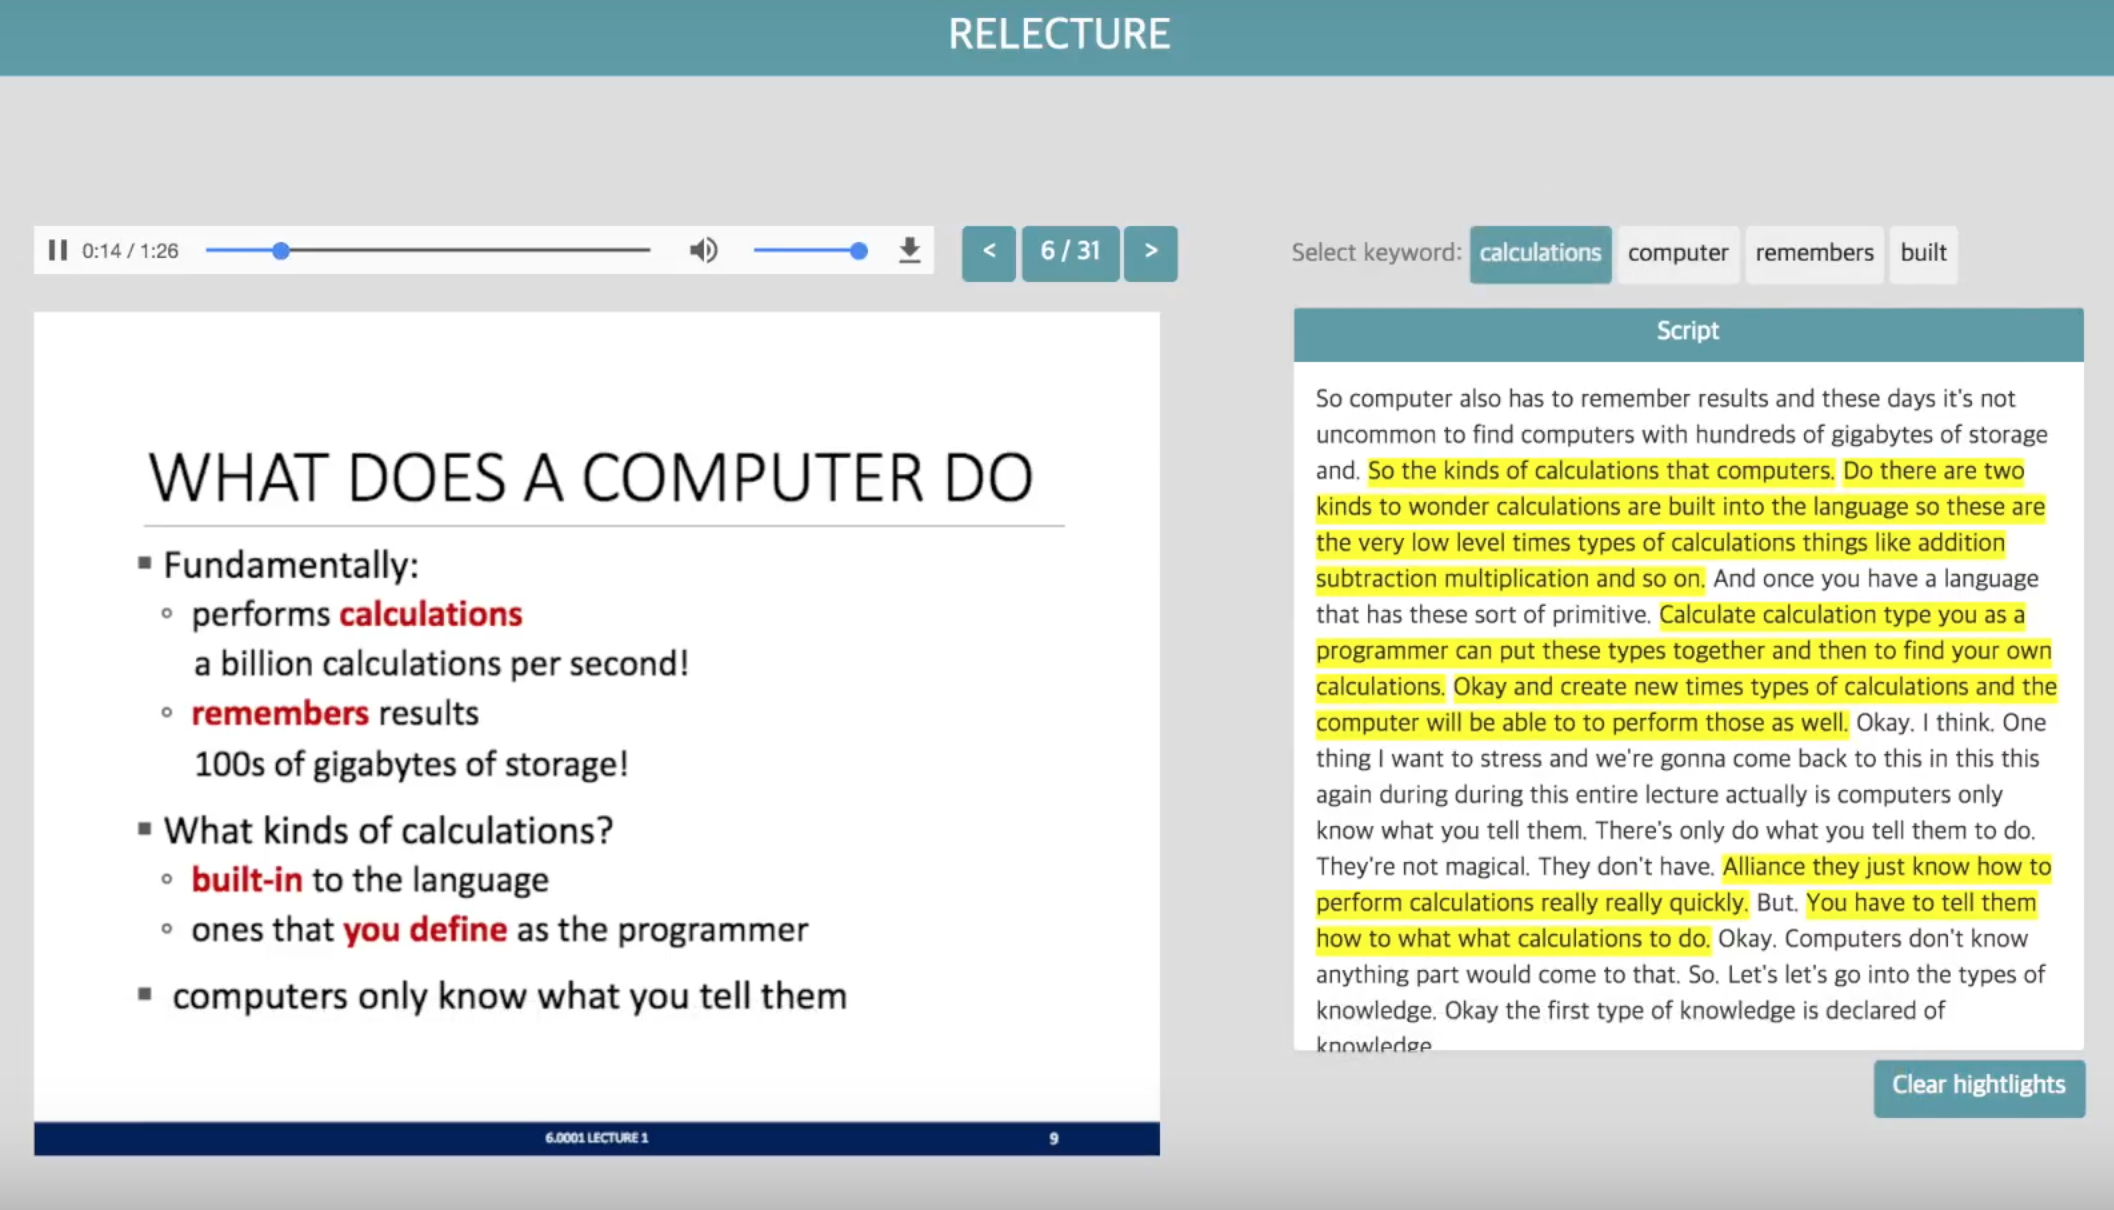 RELECTURE
0:14 / 1:26
<
6 / 31
>
Select keyword: calculations computer remembers built
WHAT DOES A COMPUTER DO
Fundamentally:
performs calculations
a billion calculations per second!
remembers results
100s of gigabytes of storage!
What kinds of calculations?
built-in to the language
ones that you define as the programmer
computers only know what you tell them
6.0001 LECTURE 1
9
Script
So computer also has to remember results and these days it's not
uncommon to find computers with hundreds of gigabytes of storage
and. So the kinds of calculations that computers. Do there are two
kinds to wonder calculations are built into the language so these are
the very low level times types of calculations things like addition
subtraction multiplication and so on. And once you have a language
that has these sort of primitive. Calculate calculation type you as a
programmer can put these types together and then to find your own
calculations. Okay and create new times types of calculations and the
computer will be able to to perform those as well. Okay. I think. One
thing I want to stress and we're gonna come back to this in this this
again during during this entire lecture actually is computers only
know what you tell them. There's only do what you tell them to do.
They're not magical. They don't have. Alliance they just know how to
perform calculations really really quickly. But. You have to tell them
how to what what calculations to do. Okay. Computers don't know
anything part would come to that. So. Let's let's go into the types of
knowledge. Okay the first type of knowledge is declared of
knowledge
Clear hightlights